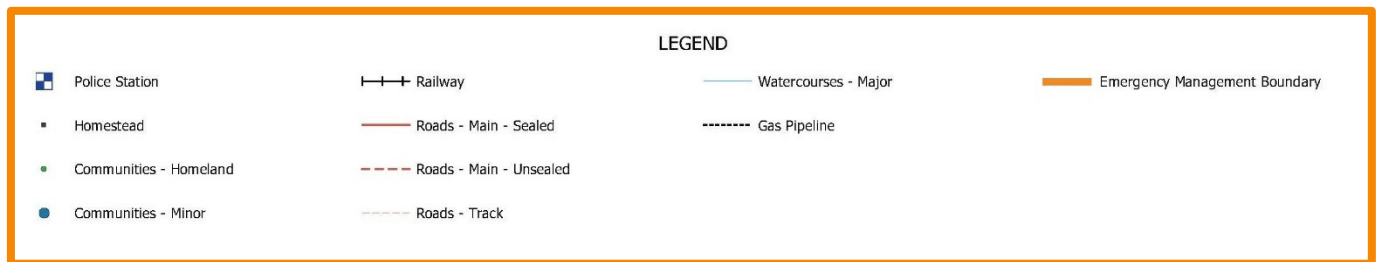 LEGEND
Police Station
Railway
Watercourses - Major
Emergency Management Boundary
Homestead
Roads - Main - Sealed
Gas Pipeline
Communities - Homeland
Roads - Main - Unsealed
Communities - Minor
Roads - Track